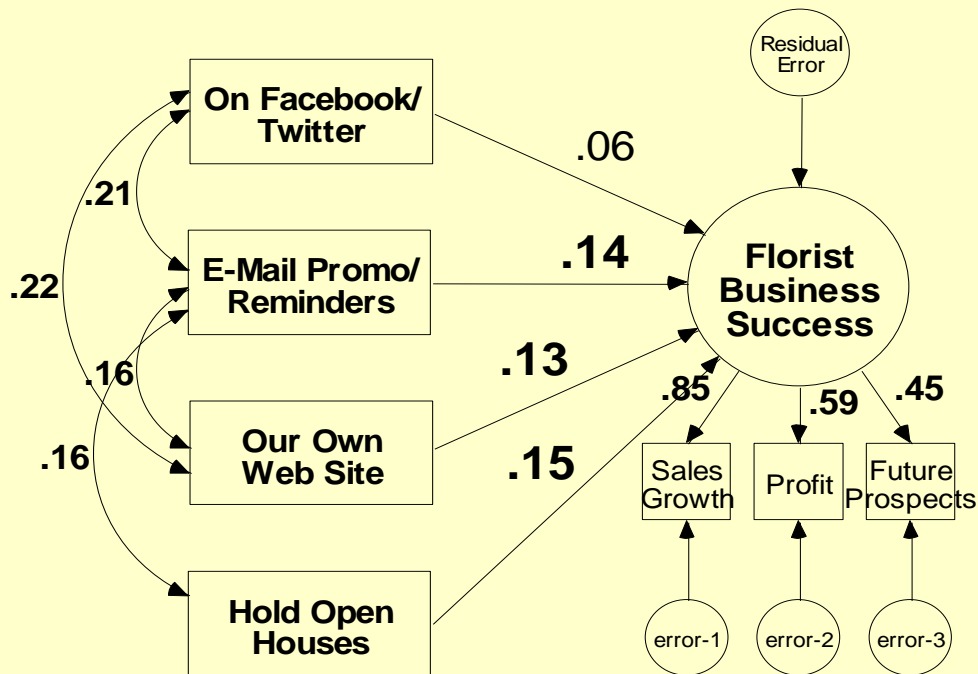 Residual
Error
On Facebook/
Twitter
.06
.21
E-Mail Promo/
Reminders
.14
Florist
Business
Success
.22
.16
.13
.85
.59
.45
.16
Our Own
Web Site
.15
Sales
Growth
Profit
Future
Prospects
Hold Open
Houses
error-1
error-2
error-3